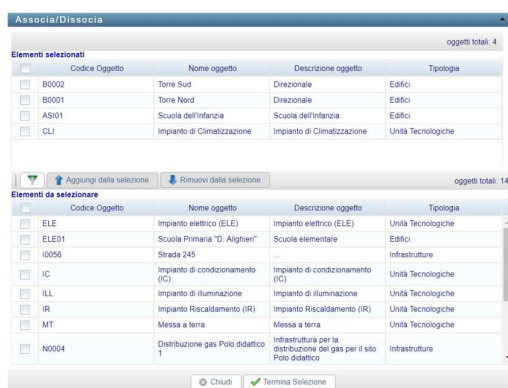 Associa/Dissocia
oggetti totali: 4
Elementi selezionati
Codice Oggetto Nome oggetto Descrizione oggetto Tipologia
B0002 Torre Sud Direzionale Edifici
B0001 Torre Nord Direzionale Edifici
ASI01 Scuola dell'Infanzia Scuola dell'Infanzia Edifici
CLI Impianto di Climatizzazione Impianto di Climatizzazione Unità Tecnologiche
Aggiungi dalla selezione Rimuovi dalla selezione oggetti totali: 14
Elementi da selezionare
Codice Oggetto Nome oggetto Descrizione oggetto Tipologia
ELE Impianto elettrico (ELE) Impianto elettrico (ELE) Unità Tecnologiche
ELE01 Scuola Primaria "D. Alighieri" Scuola elementare Edifici
I0056 Strada 245 ... Infrastrutture
IC Impianto di condizionamento (IC) Impianto di condizionamento (IC) Unità Tecnologiche
ILL Impianto di illuminazione Impianto di illuminazione Unità Tecnologiche
IR Impianto Riscaldamento (IR) Impianto Riscaldamento (IR) Unità Tecnologiche
MT Messa a terra Messa a terra Unità Tecnologiche
N0004 Distribuzione gas Polo didattico 1 Infrastruttura per la distribuzione del gas per il sito Polo didattico Infrastrutture
Chiudi Termina Selezione